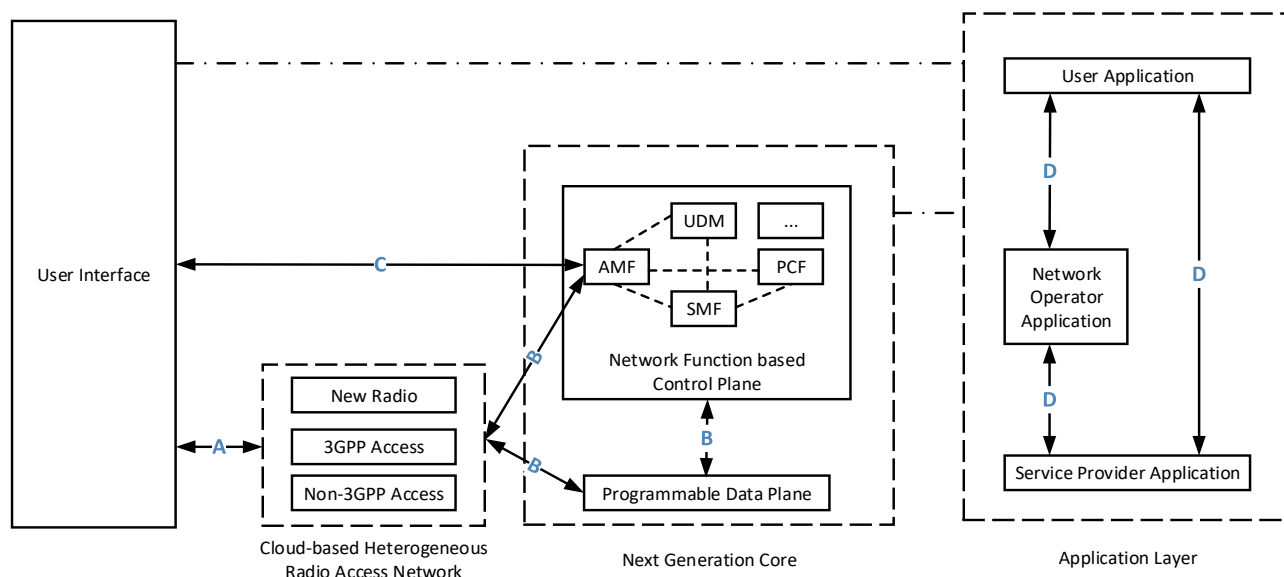 User Interface
A
C
New Radio
3GPP Access
Non-3GPP Access
Cloud-based Heterogeneous
Radio Access Network
B
B
UDM
...
AMF
PCF
SMF
Network Function based
Control Plane
B
Programmable Data Plane
Next Generation Core
User Application
D
D
Network
Operator
Application
D
Service Provider Application
Application Layer